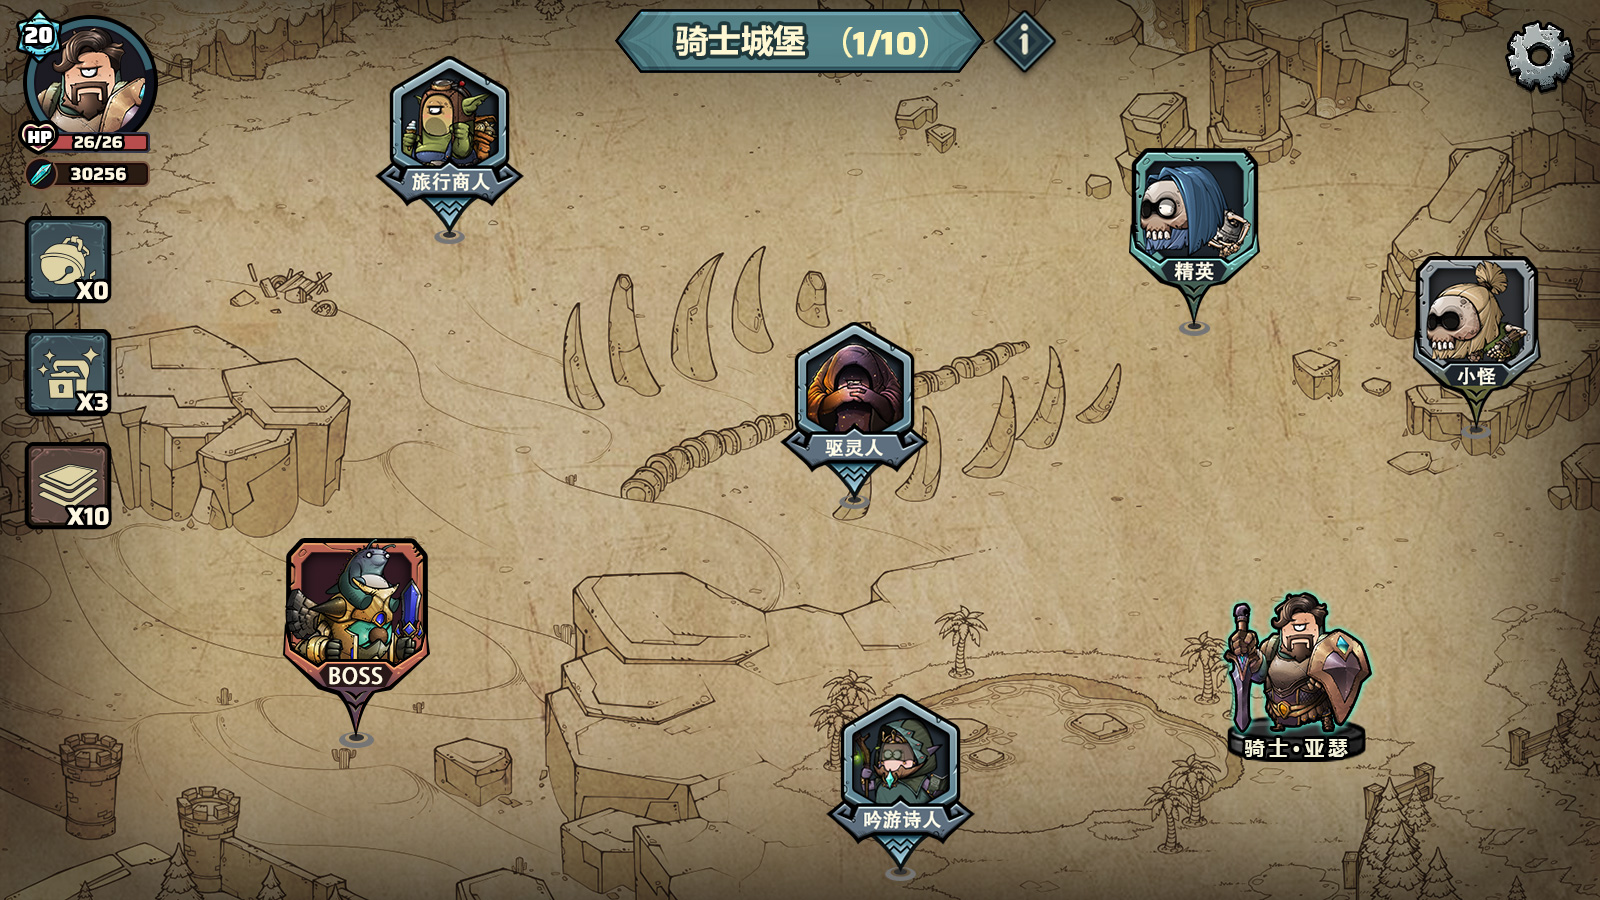 20
骑士城堡 （1/10）
i
HP
26/26
30256
旅行商人
X0
精英
小怪
X3
驱灵人
X10
BOSS
骑士·亚瑟
吟游诗人